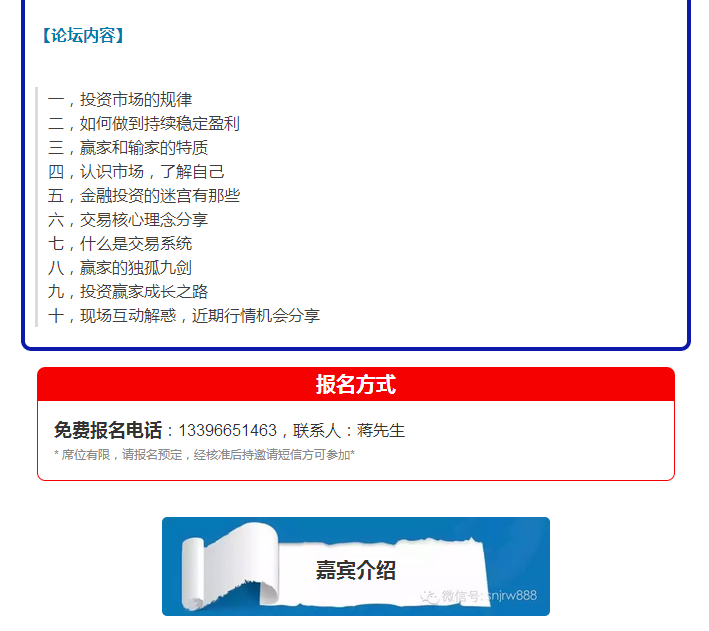 【论坛内容】
一，投资市场的规律
二，如何做到持续稳定盈利
三，赢家和输家的特质
四，认识市场，了解自己
五，金融投资的迷宫有那些
六，交易核心理念分享
七，什么是交易系统
八，赢家的独孤九剑
九，投资赢家成长之路
十，现场互动解惑，近期行情机会分享
报名方式
免费报名电话：13396651463，联系人：蒋先生
* 席位有限，请报名预定，经核准后持邀请短信方可参加*
嘉宾介绍
微信号: snjrw888